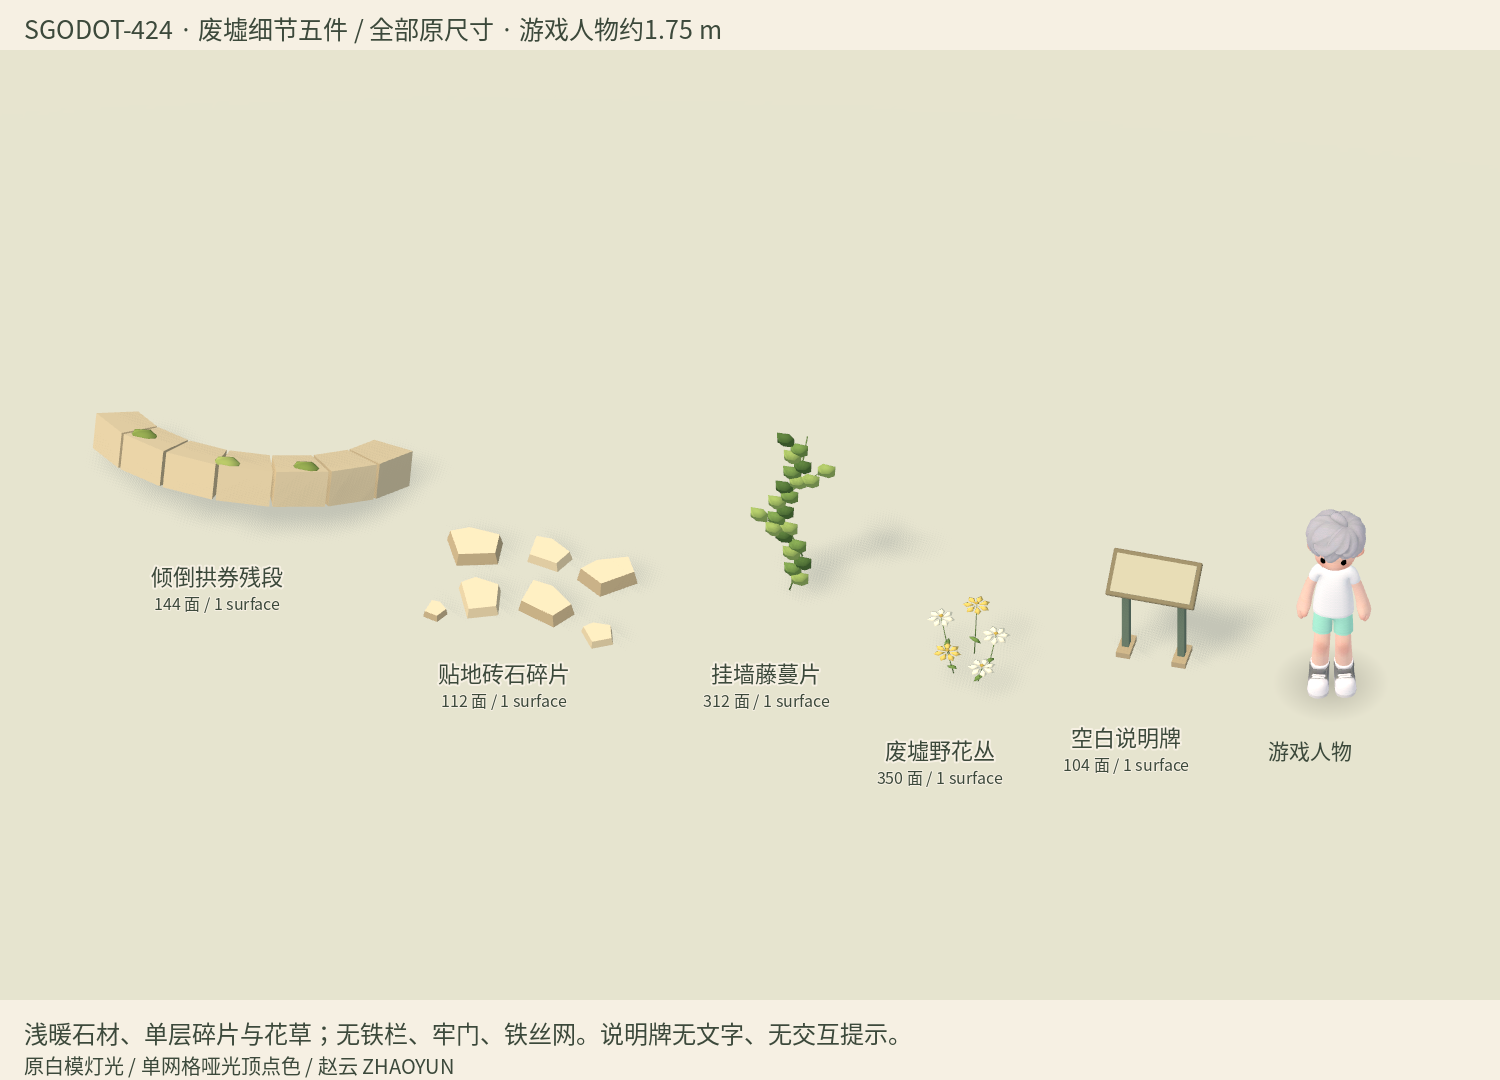 SGODOT-424 · 废墟细节五件 / 全部原尺寸 · 游戏人物约1.75 m
倾倒拱券残段
144 面 / 1 surface
贴地砖石碎片
112 面 / 1 surface
挂墙藤蔓片
312 面 / 1 surface
废墟野花丛
350 面 / 1 surface
空白说明牌
104 面 / 1 surface
游戏人物
浅暖石材、单层碎片与花草；无铁栏、牢门、铁丝网。说明牌无文字、无交互提示。
原白模灯光 / 单网格哑光顶点色 / 赵云 ZHAOYUN